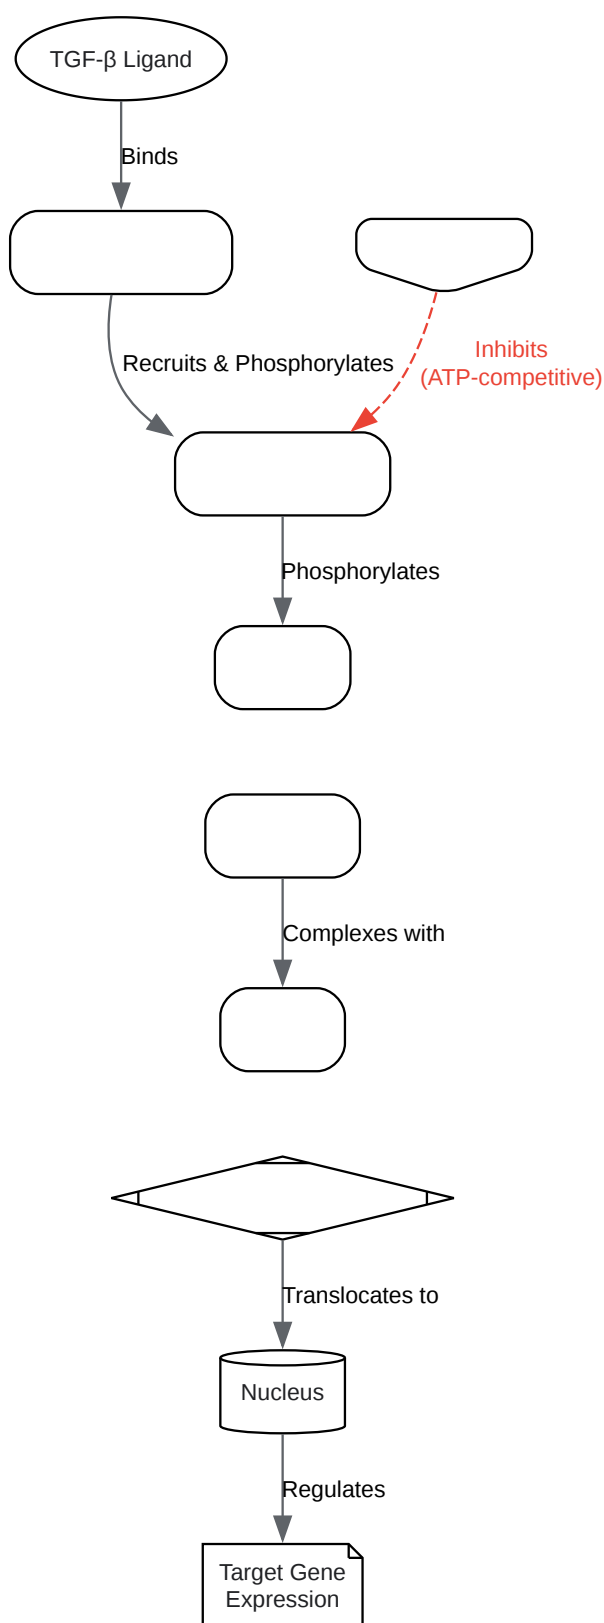 TGF-β Ligand
Binds
Recruits & Phosphorylates
Inhibits
(ATP-competitive)
Phosphorylates
Complexes with
Translocates to
Nucleus
Regulates
Target Gene
Expression